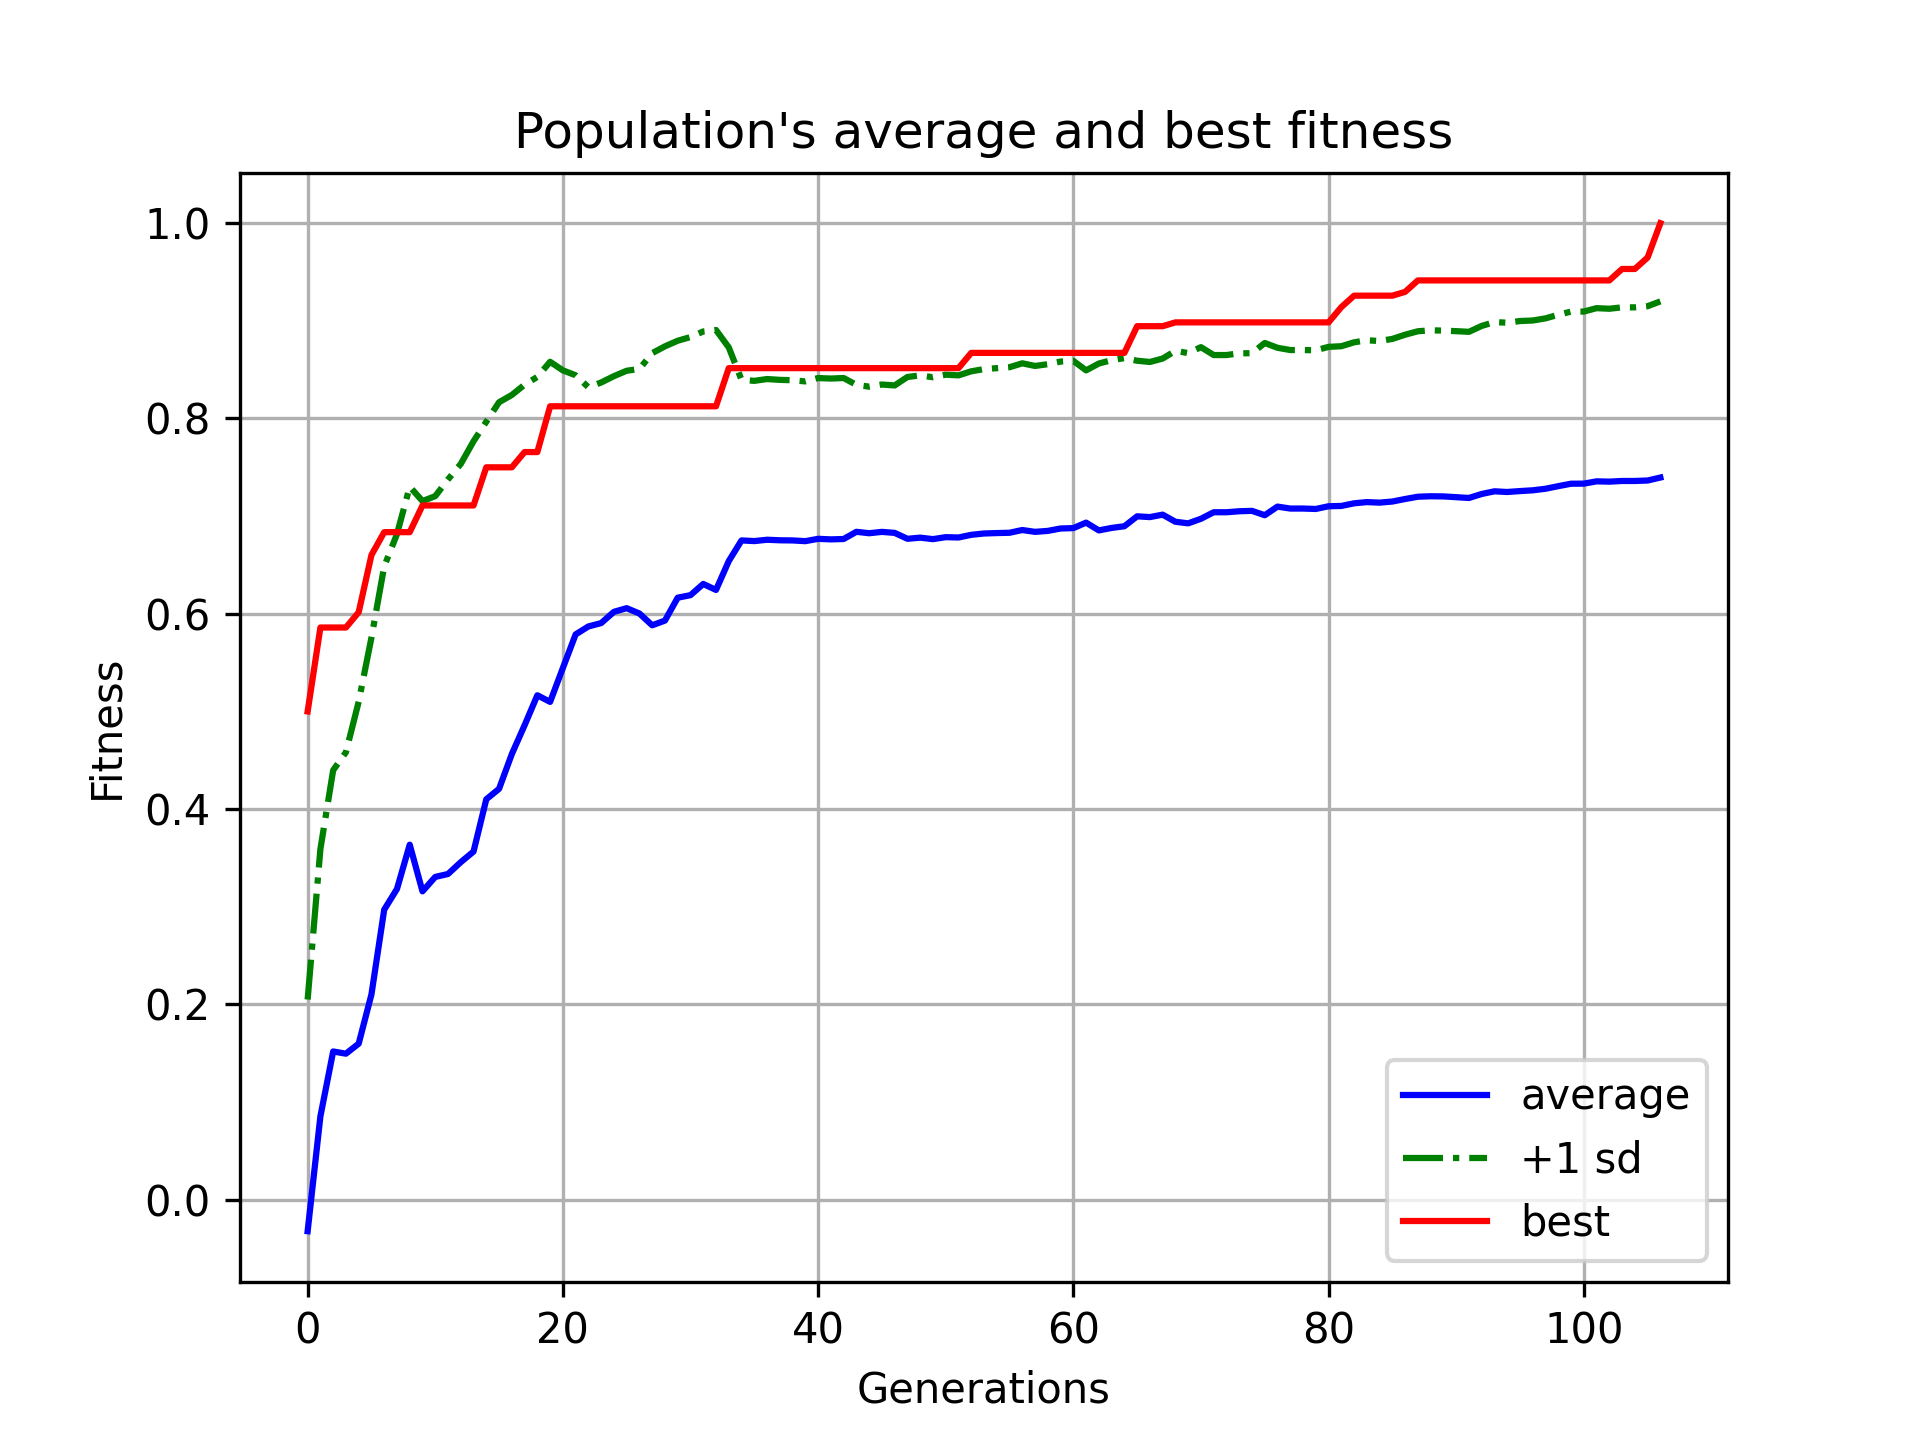 Population's average and best fitness
1.0
0.8
0.6
0.4
0.2
0.0
Fitness
0 20 40 60 80 100
Generations
average
+1 sd
best